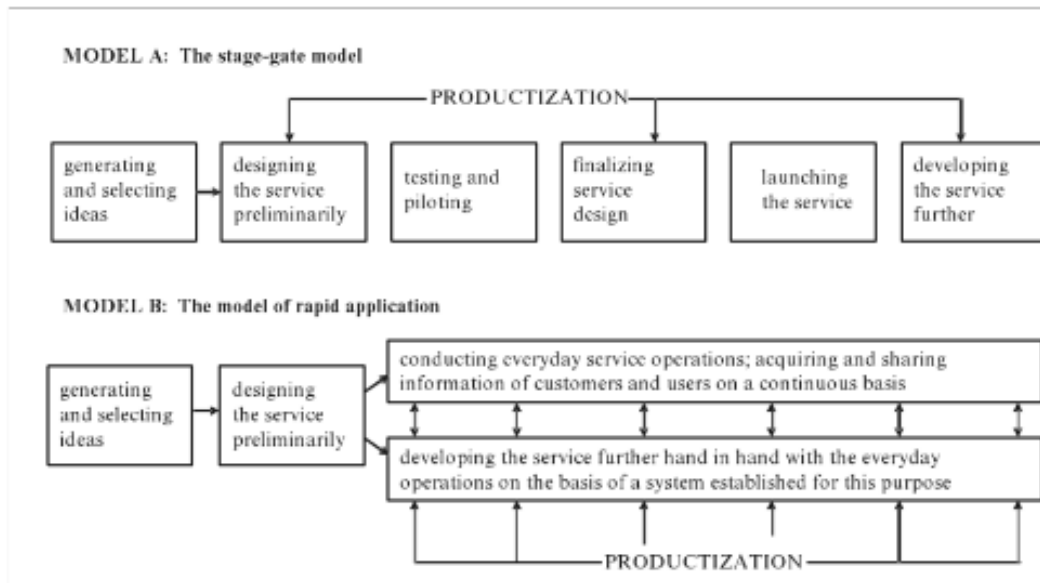 MODEL A: The stage-gate model
PRODUCTIZATION
generating
and selecting
ideas
designing
the service
preliminarily
testing and
piloting
finalizing
service
design
launching
the service
developing
the service
further
MODEL B: The model of rapid application
generating
and selecting
ideas
designing
the service
preliminarily
conducting everyday service operations; acquiring and sharing
information of customers and users on a continuous basis
developing the service further hand in hand with the everyday
operations on the basis of a system established for this purpose
PRODUCTIZATION